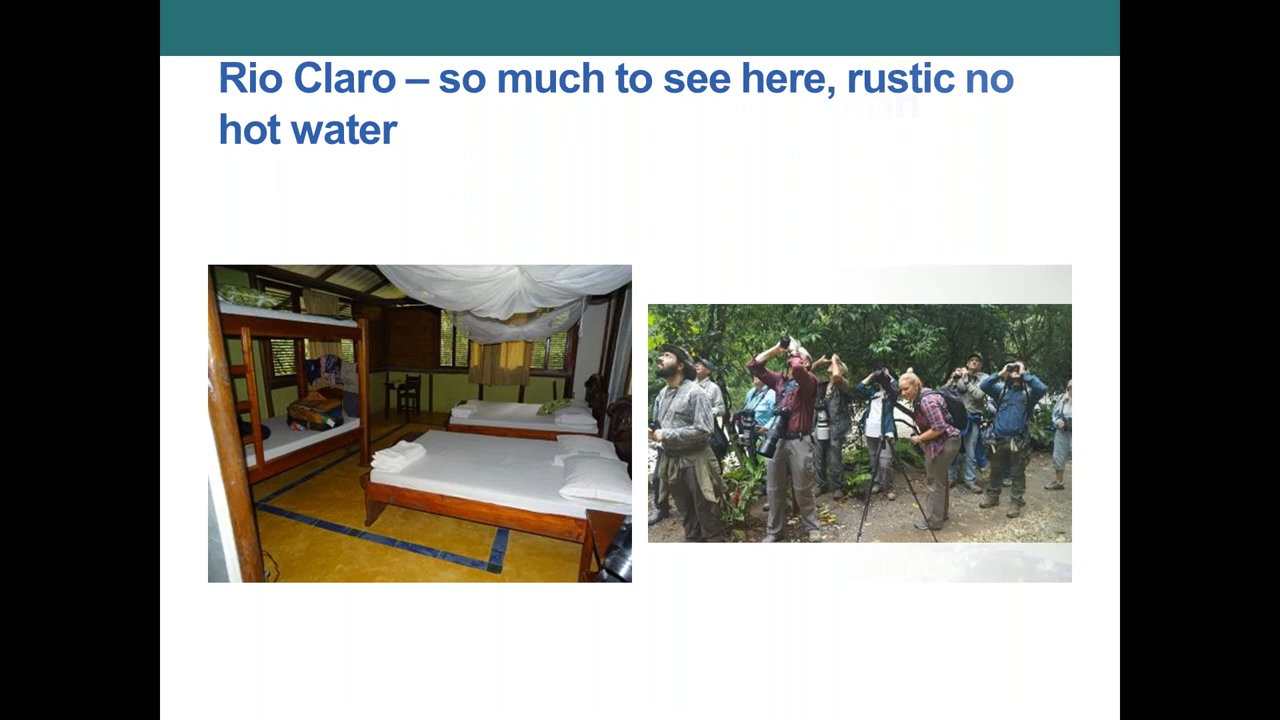 Rio Claro – so much to see here, rustic no
hot water